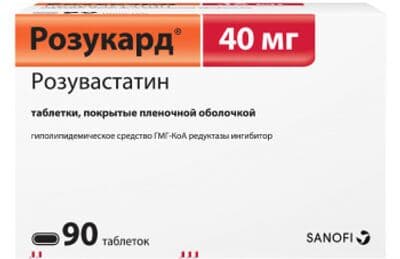 Розукард® 40 мг
Розувастатин
таблетки, покрытые пленочной оболочкой
гиполипидемическое средство ГМГ-КоА редуктазы ингибитор
90 таблеток
SANOFI